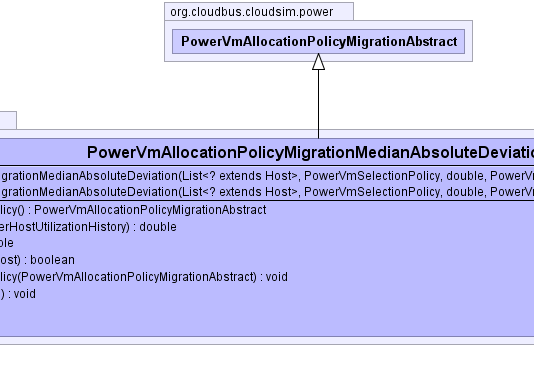 org.cloudbus.cloudsim.power
PowerVmAllocationPolicyMigrationAbstract
PowerVmAllocationPolicyMigrationMedianAbsoluteDeviatio
igrationMedianAbsoluteDeviation(List<? extends Host>, PowerVmSelectionPolicy, double, PowerV
igrationMedianAbsoluteDeviation(List<? extends Host>, PowerVmSelectionPolicy, double, PowerVm
licy() : PowerVmAllocationPolicyMigrationAbstract
erHostUtilizationHistory) : double
ble
ost) : boolean
licy(PowerVmAllocationPolicyMigrationAbstract) : void
) : void